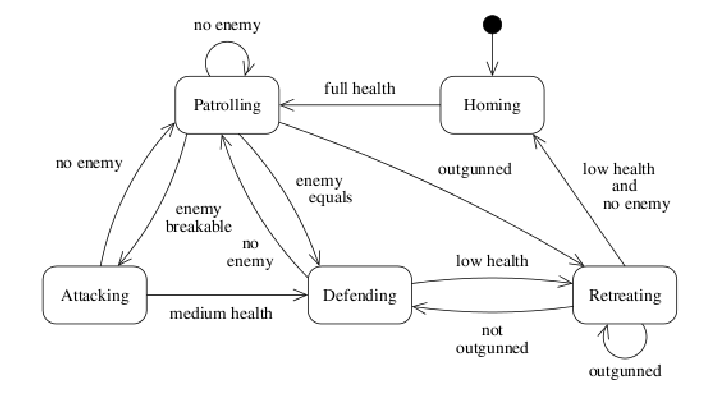 no enemy
Patrolling
full health
Homing
no enemy
enemy
breakable
no
enemy
enemy
equals
outgunned
low health
and
no enemy
Attacking
medium health
Defending
low health
not
outgunned
Retreating
outgunned